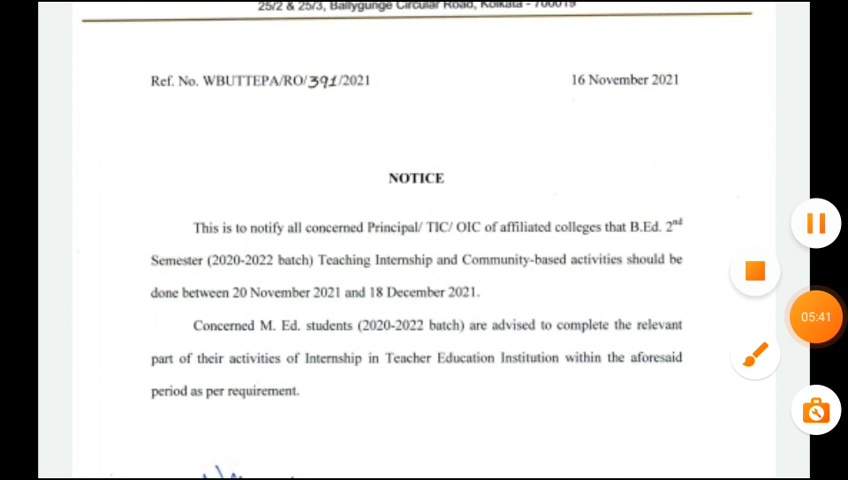 25/2 & 25/3, Ballygunge Circular Road, Kolkata - 700019
Ref. No. WBUTTEPA/RO/391/2021 16 November 2021
NOTICE
This is to notify all concerned Principal/ TIC/ OIC of affiliated colleges that B.Ed. 2nd
Semester (2020-2022 batch) Teaching Internship and Community-based activities should be
done between 20 November 2021 and 18 December 2021.
Concerned M. Ed. students (2020-2022 batch) are advised to complete the relevant
part of their activities of Internship in Teacher Education Institution within the aforesaid
period as per requirement.
05:41